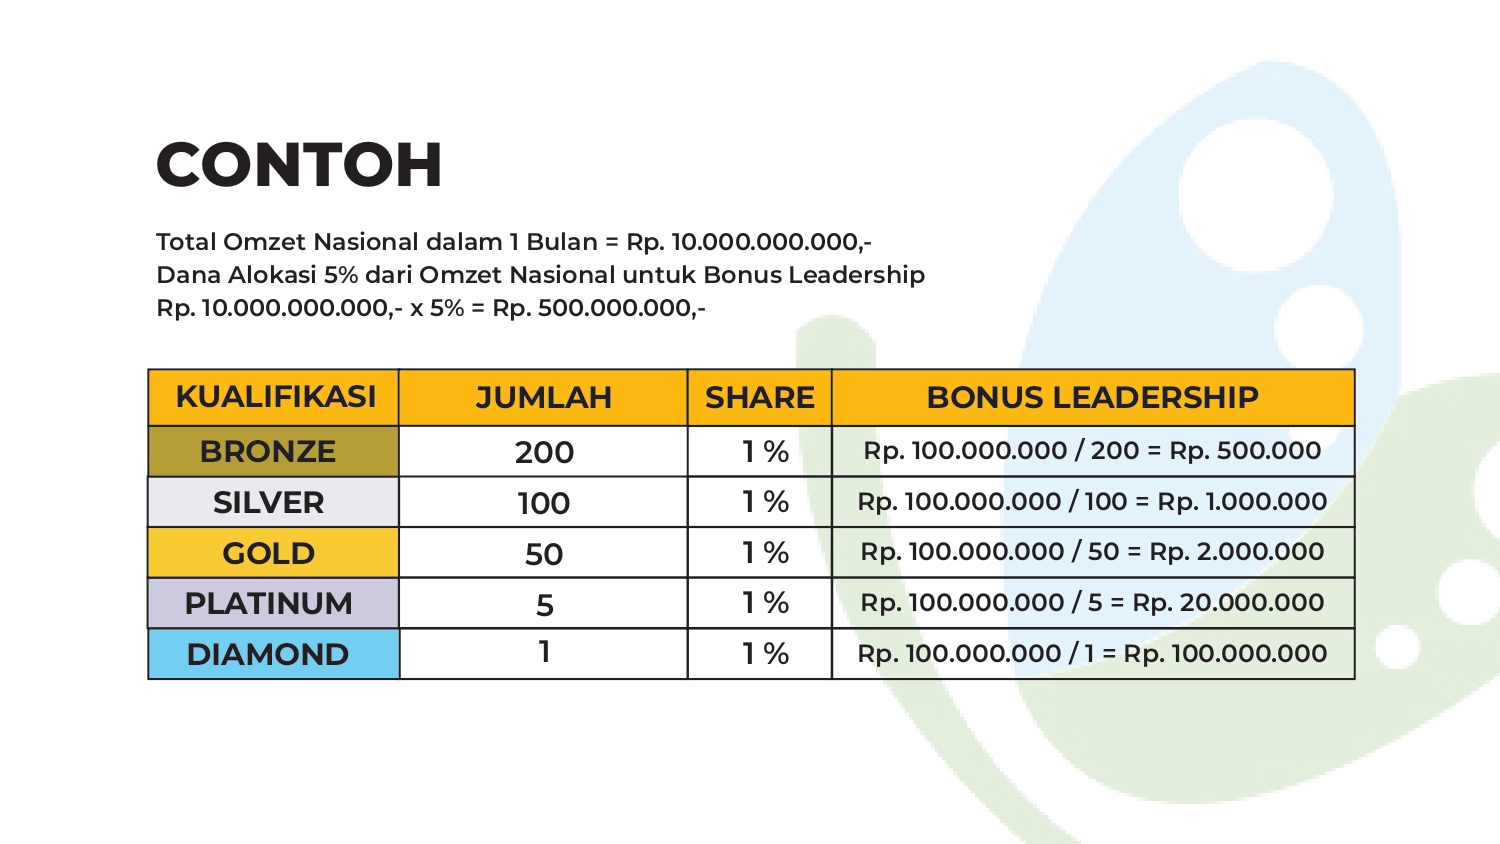 CONTOH
Total Omzet Nasional dalam 1 Bulan = Rp. 10.000.000.000,-
Dana Alokasi 5% dari Omzet Nasional untuk Bonus Leadership
Rp. 10.000.000.000,- x 5% = Rp. 500.000.000,-
KUALIFIKASI JUMLAH SHARE BONUS LEADERSHIP
BRONZE 200 1 % Rp. 100.000.000 / 200 = Rp. 500.000
SILVER 100 1 % Rp. 100.000.000 / 100 = Rp. 1.000.000
GOLD 50 1 % Rp. 100.000.000 / 50 = Rp. 2.000.000
PLATINUM 5 1 % Rp. 100.000.000 / 5 = Rp. 20.000.000
DIAMOND 1 1 % Rp. 100.000.000 / 1 = Rp. 100.000.000